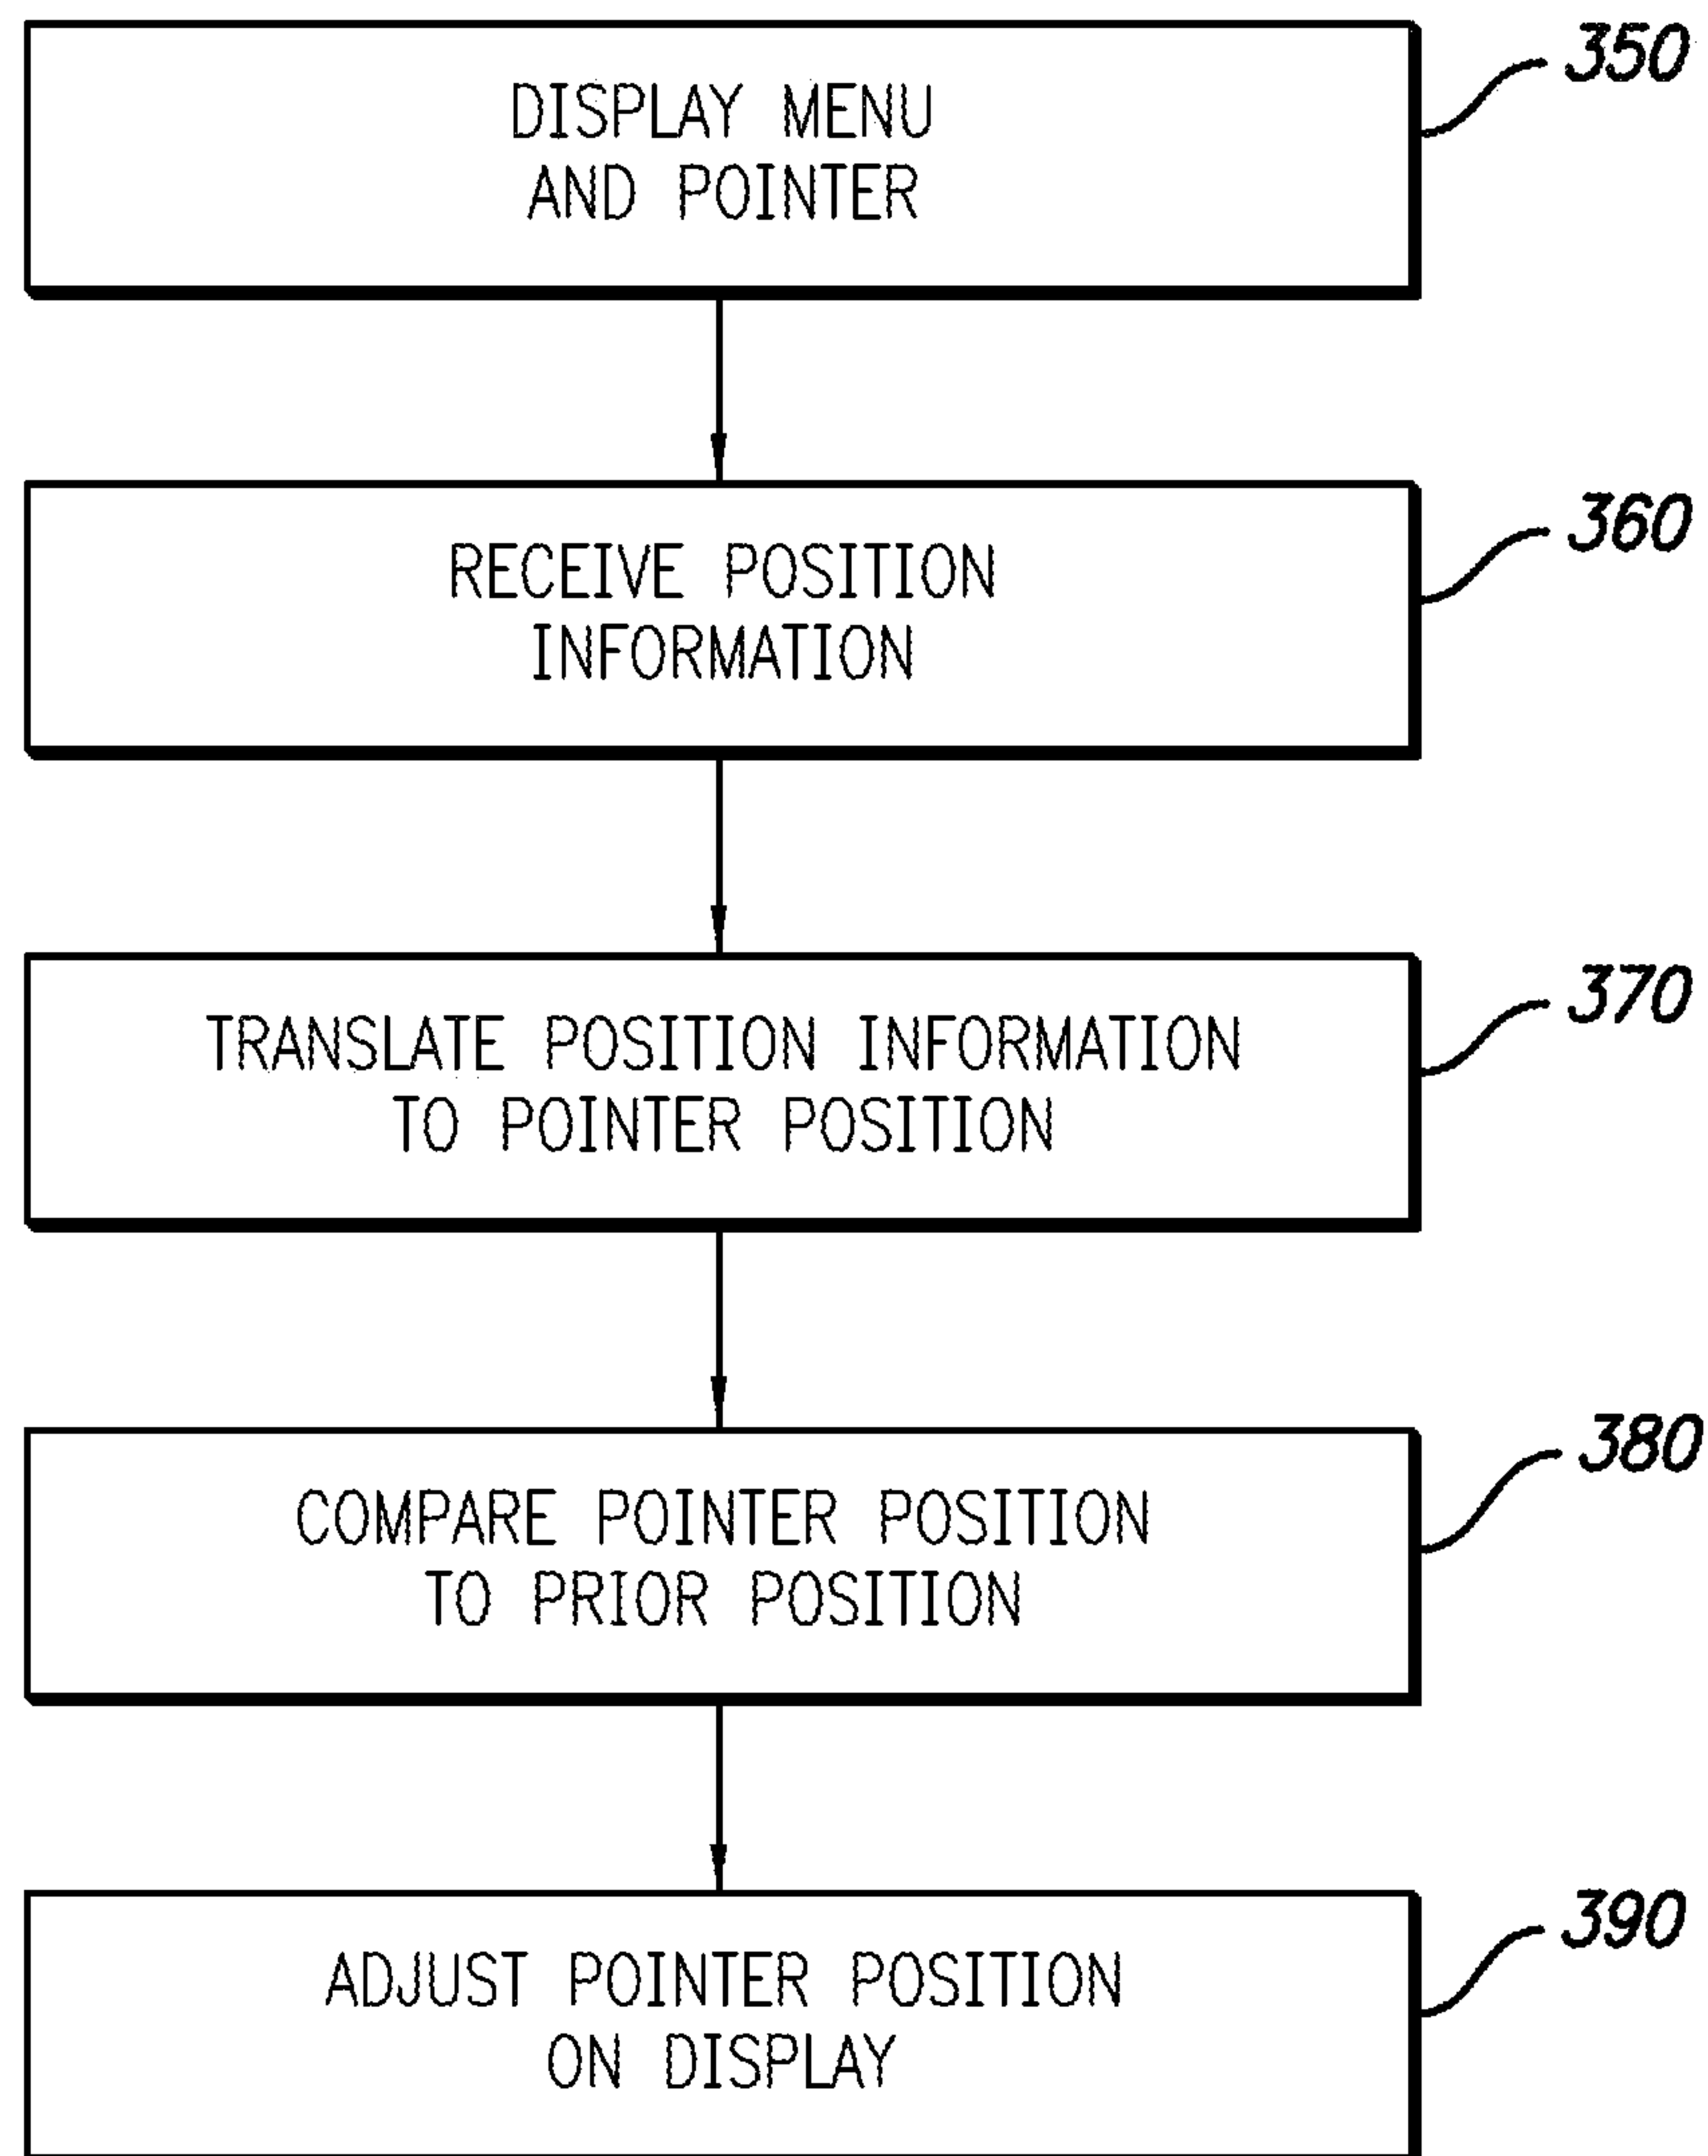 DISPLAY MENU
AND POINTER
350
RECEIVE POSITION
INFORMATION
360
TRANSLATE POSITION INFORMATION
TO POINTER POSITION
370
COMPARE POINTER POSITION
TO PRIOR POSITION
380
ADJUST POINTER POSITION
ON DISPLAY
390